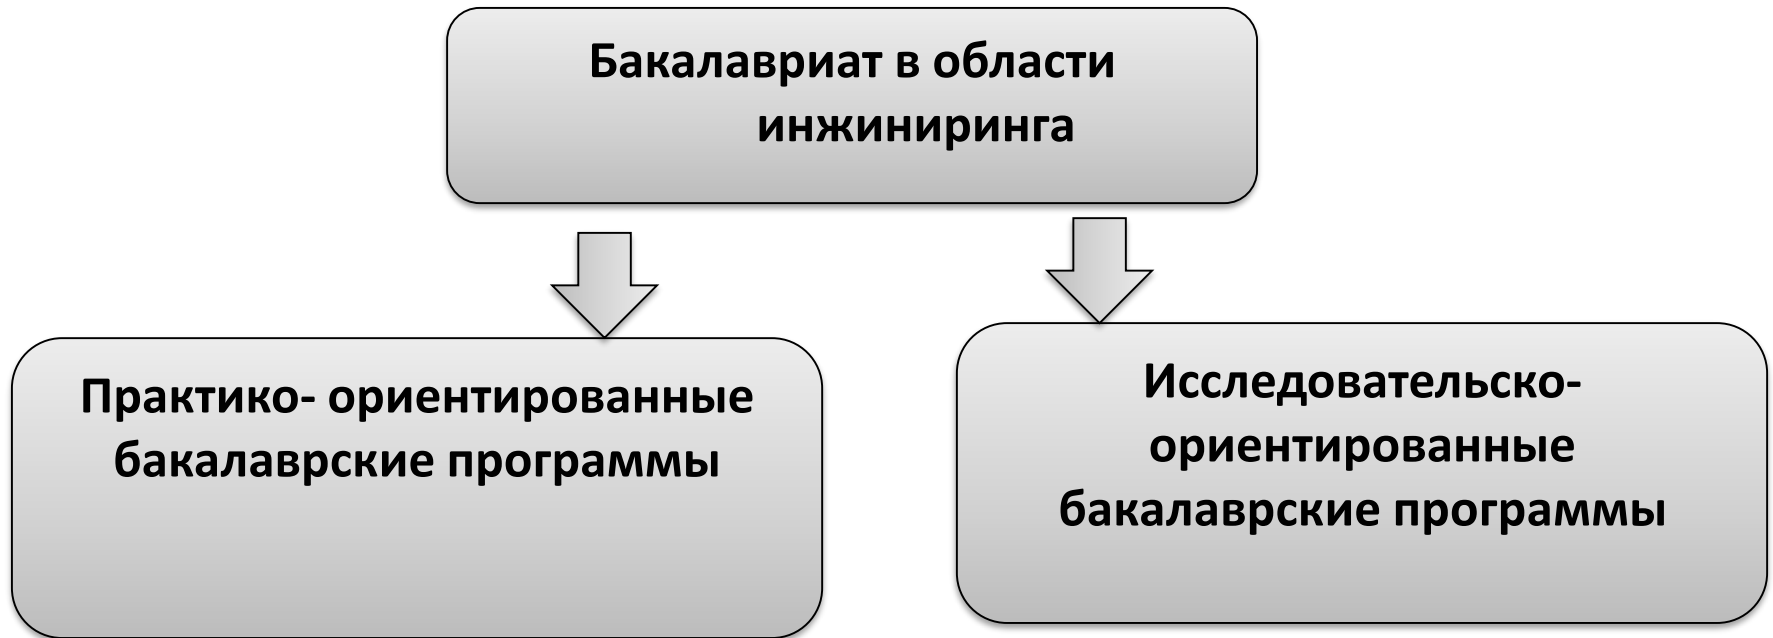 Бакалавриат в области
инжиниринга
Практико- ориентированные
бакалаврские программы
Исследовательско-
ориентированные
бакалаврские программы